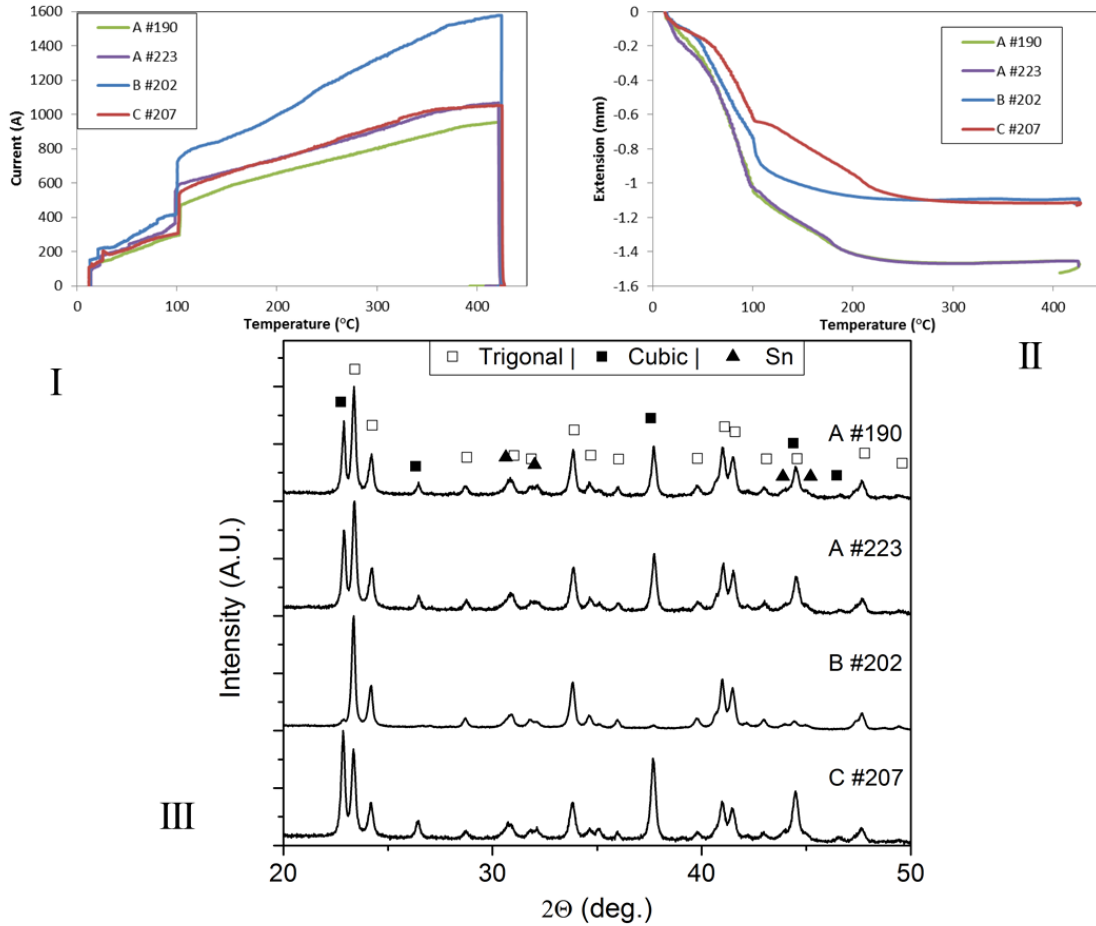 1600
1400
1200
1000
800
600
400
200
0
Current (A)
A #190
A #223
B #202
C #207
0
100
200
300
400
Temperature (°C)
I
0
-0.2
-0.4
-0.6
-0.8
-1
-1.2
-1.4
-1.6
Extension (mm)
A #190
A #223
B #202
C #207
0
100
200
300
400
Temperature (°C)
II
□ Trigonal | ■ Cubic | ▲ Sn
A #190
A #223
B #202
C #207
Intensity (A.U.)
III
20
30
40
50
2Θ (deg.)